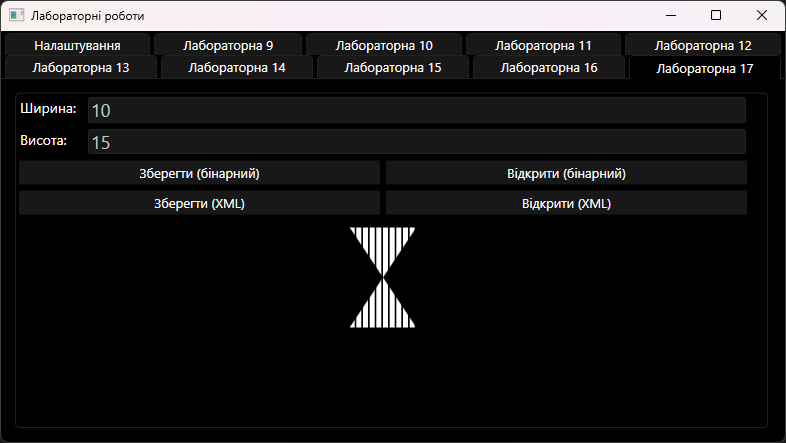 Лабораторні роботи
Налаштування Лабораторна 9 Лабораторна 10 Лабораторна 11 Лабораторна 12
Лабораторна 13 Лабораторна 14 Лабораторна 15 Лабораторна 16 Лабораторна 17
Ширина: 10
Висота: 15
Зберегти (бінарний) Відкрити (бінарний)
Зберегти (XML) Відкрити (XML)